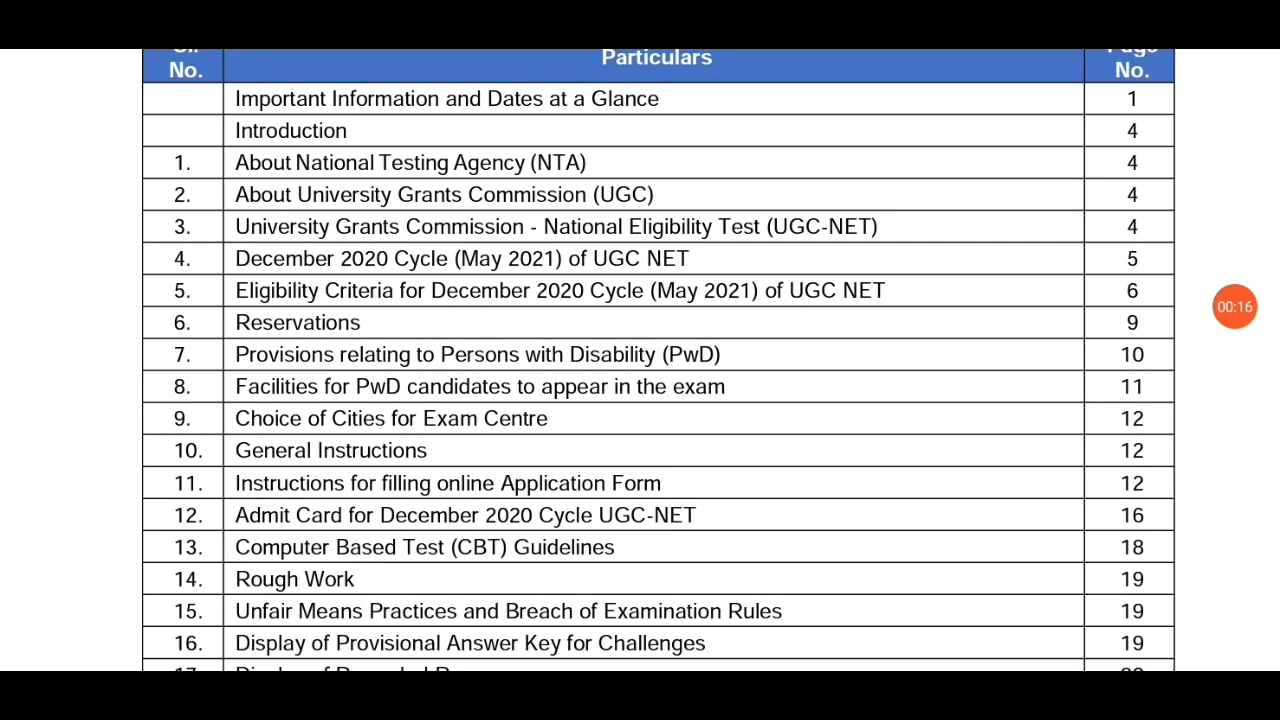 No. Particulars No.
Important Information and Dates at a Glance 1
Introduction 4
1. About National Testing Agency (NTA) 4
2. About University Grants Commission (UGC) 4
3. University Grants Commission - National Eligibility Test (UGC-NET) 4
4. December 2020 Cycle (May 2021) of UGC NET 5
5. Eligibility Criteria for December 2020 Cycle (May 2021) of UGC NET 6
00:16
6. Reservations 9
7. Provisions relating to Persons with Disability (PwD) 10
8. Facilities for PwD candidates to appear in the exam 11
9. Choice of Cities for Exam Centre 12
10. General Instructions 12
11. Instructions for filling online Application Form 12
12. Admit Card for December 2020 Cycle UGC-NET 16
13. Computer Based Test (CBT) Guidelines 18
14. Rough Work 19
15. Unfair Means Practices and Breach of Examination Rules 19
16. Display of Provisional Answer Key for Challenges 19